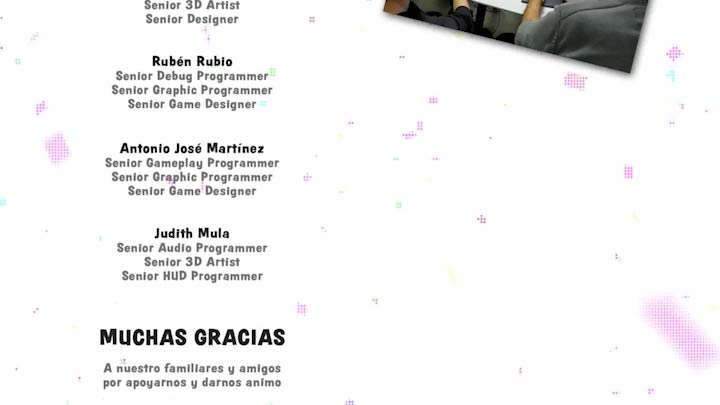 Senior 3D Artist
Senior Designer
Rubén Rubio
Senior Debug Programmer
Senior Graphic Programmer
Senior Game Designer
Antonio José Martínez
Senior Gameplay Programmer
Senior Graphic Programmer
Senior Game Designer
Judith Mula
Senior Audio Programmer
Senior 3D Artist
Senior HUD Programmer
MUCHAS GRACIAS
A nuestro familiares y amigos
por apoyarnos y darnos animo